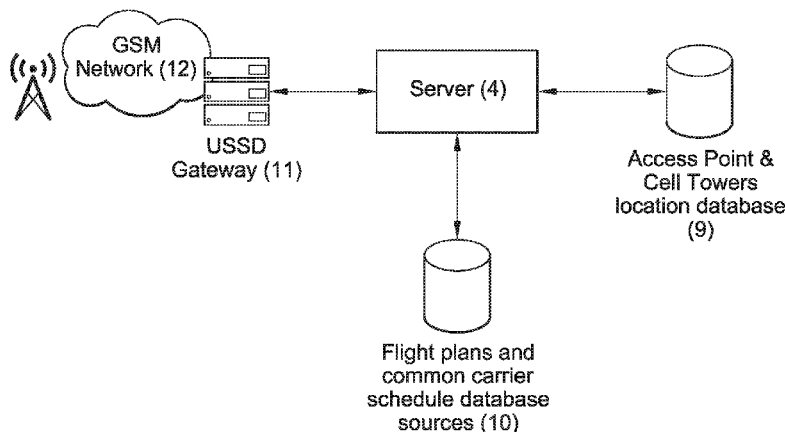 GSM
Network (12)
USSD
Gateway (11)
Server (4)
Access Point &
Cell Towers
location database
(9)
Flight plans and
common carrier
schedule database
sources (10)